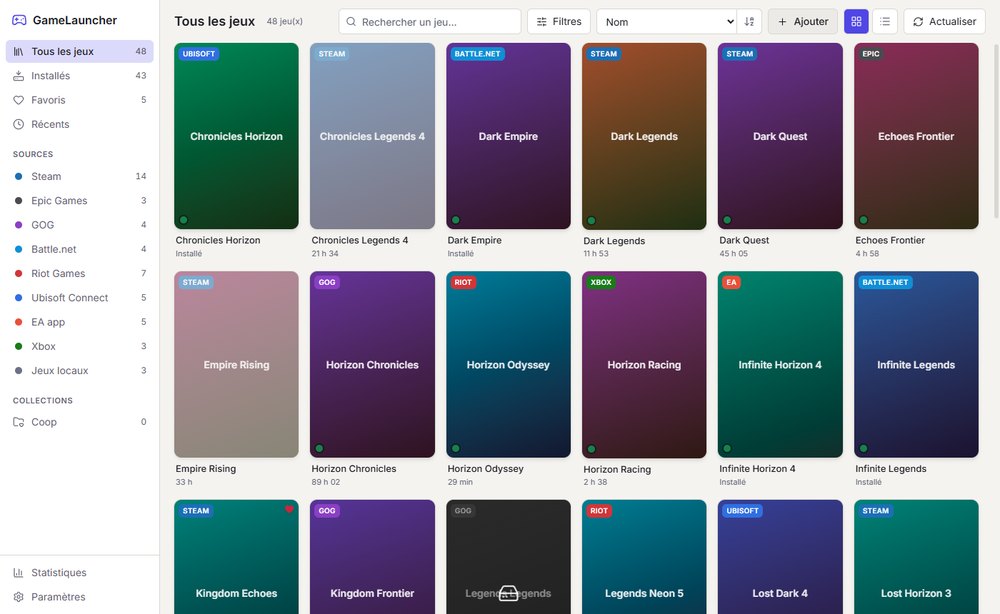 GameLauncher
Tous les jeux 48
Installés 43
Favoris 5
Récents
SOURCES
Steam 14
Epic Games 3
GOG 4
Battle.net 4
Riot Games 7
Ubisoft Connect 5
EA app 5
Xbox 3
Jeux locaux 3
COLLECTIONS
Coop 0
Statistiques
Paramètres
Tous les jeux 48 jeu(x) Rechercher un jeu... Filtres Nom Ajouter Actualiser
UBISOFT STEAM BATTLE.NET STEAM STEAM EPIC
Chronicles Horizon Chronicles Legends 4 Dark Empire Dark Legends Dark Quest Echoes Frontier
Chronicles Horizon Chronicles Legends 4 Dark Empire Dark Legends Dark Quest Echoes Frontier
Installé 21 h 34 Installé 11 h 53 45 h 05 4 h 58
STEAM GOG RIOT XBOX EA BATTLE.NET
Empire Rising Horizon Chronicles Horizon Odyssey Horizon Racing Infinite Horizon 4 Infinite Legends
Empire Rising Horizon Chronicles Horizon Odyssey Horizon Racing Infinite Horizon 4 Infinite Legends
33 h 89 h 02 29 min 2 h 38 Installé Installé
STEAM GOG GOG RIOT UBISOFT STEAM
Kingdom Echoes Kingdom Frontier Legends Legends Legends Neon 5 Lost Dark 4 Lost Horizon 3